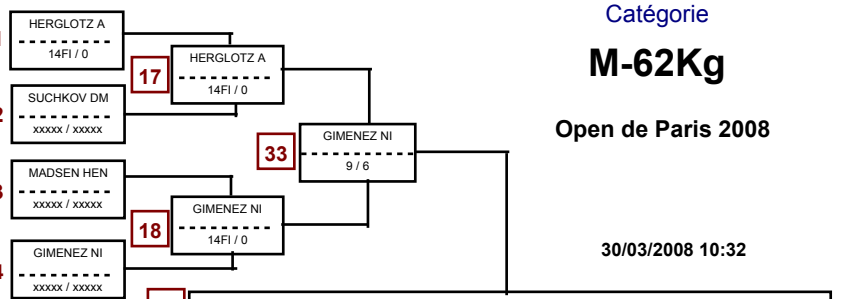 Catégorie
M-62Kg
Open de Paris 2008
30/03/2008 10:32
HERGLOTZ A
14FI / 0
17
HERGLOTZ A
14FI / 0
SUCHKOV DM
xxxxx / xxxxx
33
GIMENEZ NI
9 / 6
MADSEN HEN
xxxxx / xxxxx
18
GIMENEZ NI
14FI / 0
GIMENEZ NI
xxxxx / xxxxx